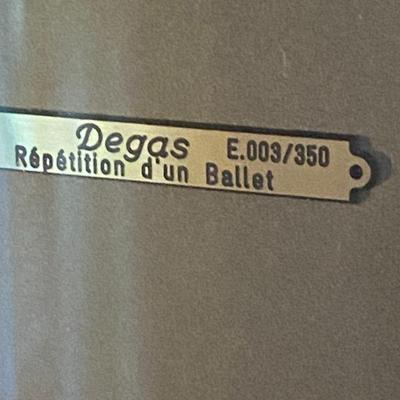 Degas E.003/350
Répétition d'un Ballet